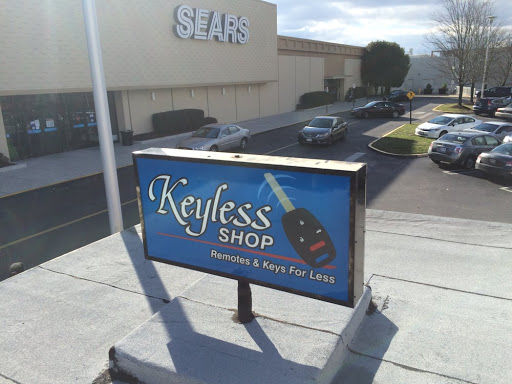 SEARS
Keyless
SHOP
Remotes & Keys For Less